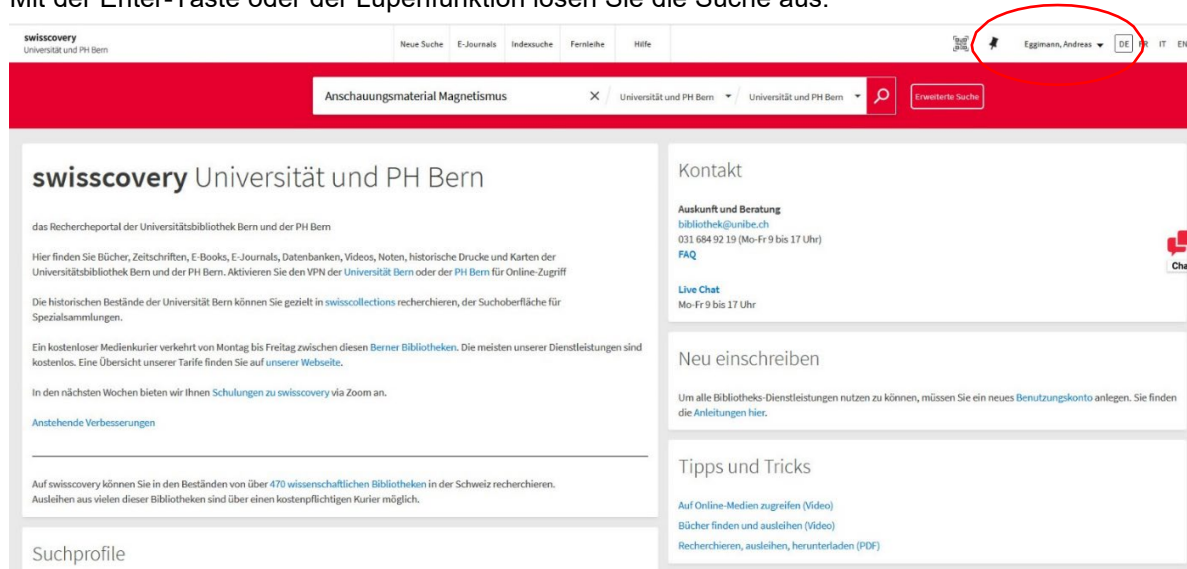 Mit der Enter-Taste oder der Lupenfunktion lösen Sie die Suche aus.
swisscovery
Universität und PH Bern
Neue Suche E-Journals Indexsuche Fernleihe Hilfe
Eggimann, Andreas DE FR IT EN
Anschauungsmaterial Magnetismus
Universität und PH Bern
Universität und PH Bern
Erweiterte Suche
swisscovery Universität und PH Bern
das Rechercheportal der Universitätsbibliothek Bern und der PH Bern
Hier finden Sie Bücher, Zeitschriften, E-Books, E-Journals, Datenbanken, Videos, Noten, historische Drucke und Karten der
Universitätsbibliothek Bern und der PH Bern. Aktivieren Sie den VPN der Universität Bern oder der PH Bern für Online-Zugriff
Die historischen Bestände der Universität Bern können Sie gezielt in swisscollections recherchieren, der Suchoberfläche für
Spezialsammlungen.
Ein kostenloser Medienkurier verkehrt von Montag bis Freitag zwischen diesen Berner Bibliotheken. Die meisten unserer Dienstleistungen sind
kostenlos. Eine Übersicht unserer Tarife finden Sie auf unserer Webseite.
In den nächsten Wochen bieten wir Ihnen Schulungen zu swisscovery via Zoom an.
Anstehende Verbesserungen
Auf swisscovery können Sie in den Beständen von über 470 wissenschaftlichen Bibliotheken in der Schweiz recherchieren.
Ausleihen aus vielen dieser Bibliotheken sind über einen kostenpflichtigen Kurier möglich.
Suchprofile
Kontakt
Auskunft und Beratung
bibliothek@unibe.ch
031 684 92 19 (Mo-Fr 9 bis 17 Uhr)
FAQ
Live Chat
Mo-Fr 9 bis 17 Uhr
Cha
Neu einschreiben
Um alle Bibliotheks-Dienstleistungen nutzen zu können, müssen Sie ein neues Benutzungskonto anlegen. Sie finden
die Anleitungen hier.
Tipps und Tricks
Auf Online-Medien zugreifen (Video)
Bücher finden und ausleihen (Video)
Recherchieren, ausleihen, herunterladen (PDF)